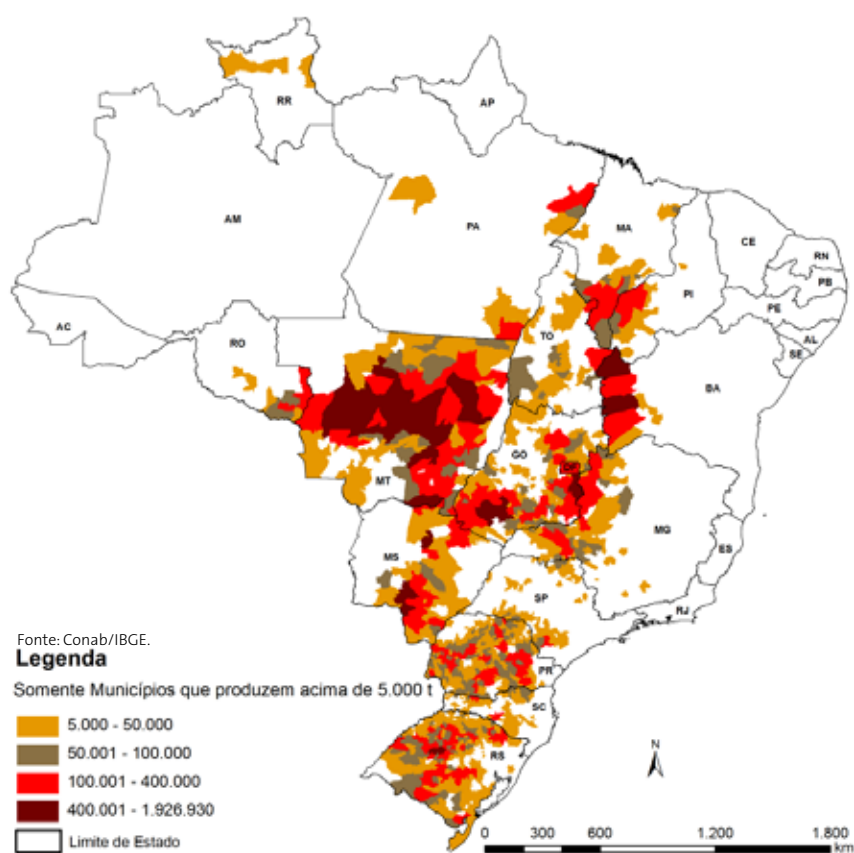 RR
AP
AM
PA
MA
CE
RN
PB
PE
AL
SE
PI
TO
AC
RO
BA
MT
GO
DF
MG
ES
MS
SP
RJ
PR
SC
RS
Fonte: Conab/IBGE.
Legenda
Somente Municípios que produzem acima de 5.000 t
5.000 - 50.000
50.001 - 100.000
100.001 - 400.000
400.001 - 1.926.930
Limite de Estado
N
0 300 600 1.200 1.800
km